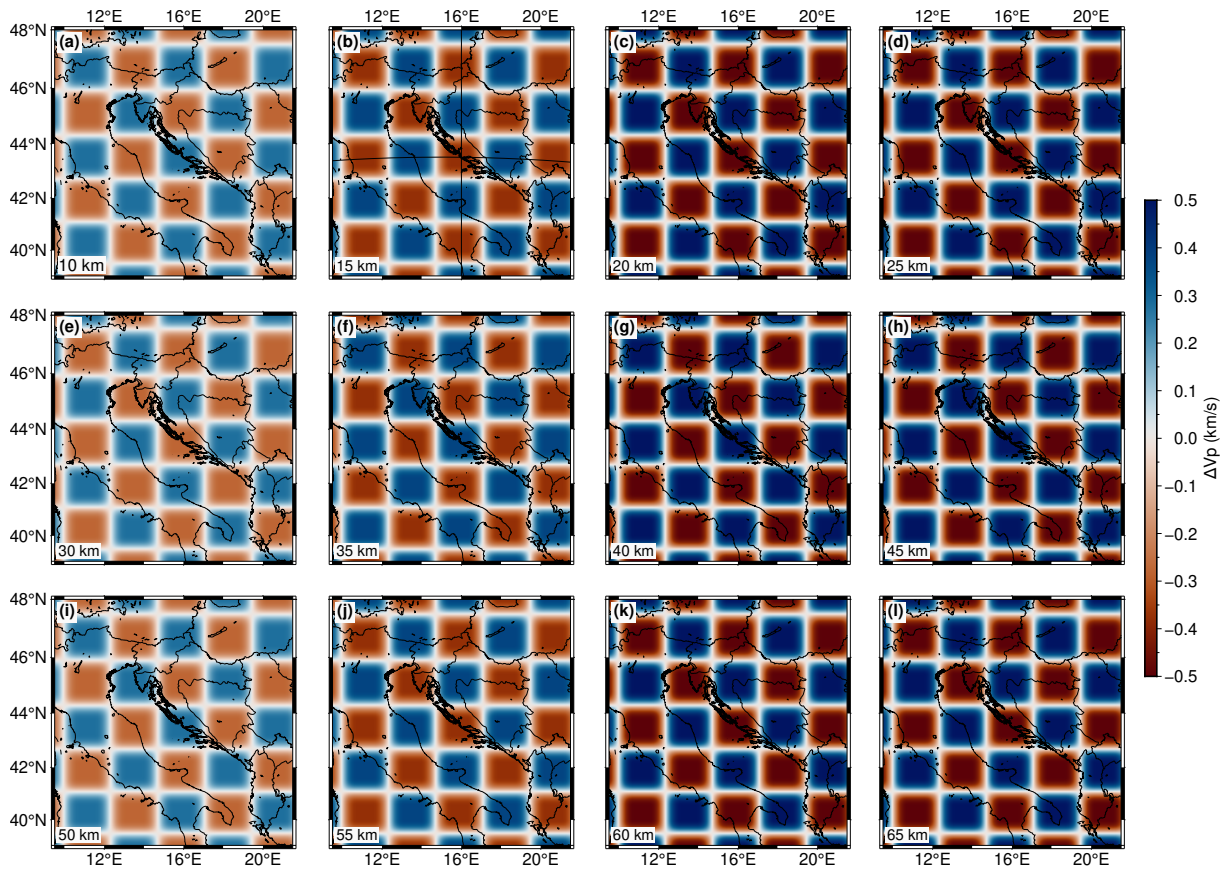 12°E 16°E 20°E 12°E 16°E 20°E 12°E 16°E 20°E 12°E 16°E 20°E
48°N (a) (b) (c) (d)
46°N
44°N
42°N
40°N
10 km 15 km 20 km 25 km
48°N (e) (f) (g) (h)
46°N
44°N
42°N
40°N
30 km 35 km 40 km 45 km
48°N (i) (j) (k) (l)
46°N
44°N
42°N
40°N
50 km 55 km 60 km 65 km
12°E 16°E 20°E 12°E 16°E 20°E 12°E 16°E 20°E 12°E 16°E 20°E
0.5
0.4
0.3
0.2
0.1
0.0
−0.1
−0.2
−0.3
−0.4
−0.5
ΔVp (km/s)